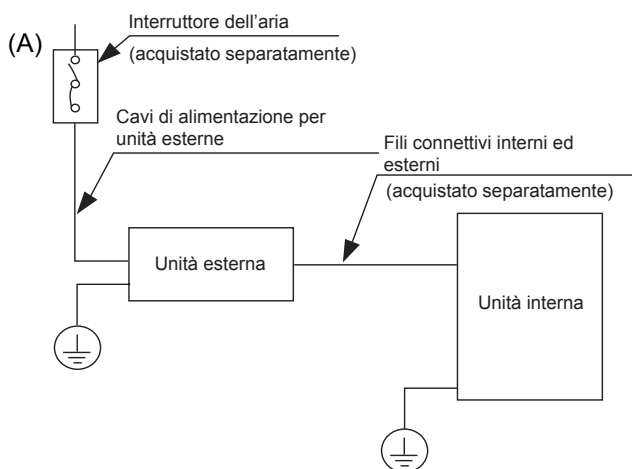 (A)
Interruttore dell'aria
(acquistato separatamente)
Cavi di alimentazione per
unità esterne
Fili connettivi interni ed
esterni
(acquistato separatamente)
Unità esterna
Unità interna